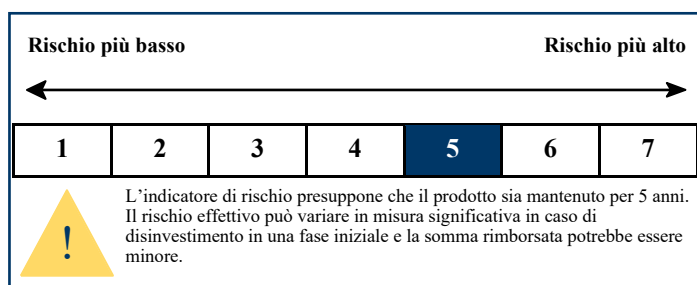 Rischio più basso Rischio più alto
1 2 3 4 5 6 7
! L'indicatore di rischio presuppone che il prodotto sia mantenuto per 5 anni.
Il rischio effettivo può variare in misura significativa in caso di
disinvestimento in una fase iniziale e la somma rimborsata potrebbe essere
minore.